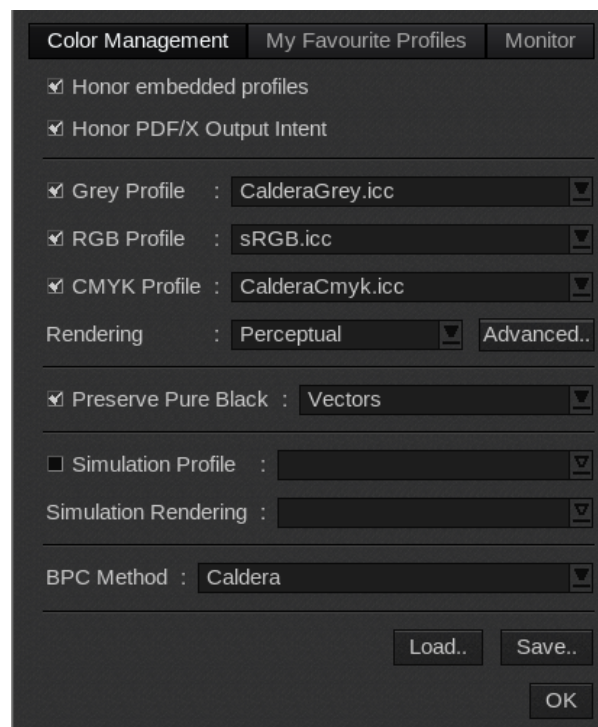 Color Management My Favourite Profiles Monitor
Honor embedded profiles
Honor PDF/X Output Intent
Grey Profile : CalderaGrey.icc
RGB Profile : sRGB.icc
CMYK Profile : CalderaCmyk.icc
Rendering : Perceptual Advanced..
Preserve Pure Black : Vectors
Simulation Profile :
Simulation Rendering :
BPC Method : Caldera
Load.. Save..
OK